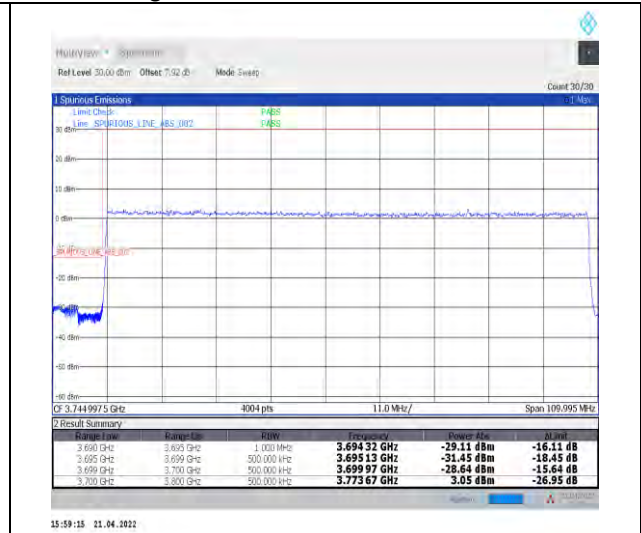 MultiView Spectrum
Ref Level 30.00 dBm Offset 7.92 dB Mode Sweep
Count 30/30
1 Spurious Emissions
Limit Check PASS
Line _SPURIOUS_LINE_ABS_002 PASS
30 dBm
20 dBm
10 dBm
0 dBm
-20 dBm
-40 dBm
-50 dBm
-60 dBm
CF 3.7449975 GHz 4004 pts 11.0 MHz/ Span 109.995 MHz
2 Result Summary
Range Low Range Up RBW Frequency Power Abs ΔLimit
3.690 GHz 3.695 GHz 1.000 MHz 3.694 32 GHz -29.11 dBm -16.11 dB
3.695 GHz 3.699 GHz 500.000 kHz 3.695 13 GHz -31.45 dBm -18.45 dB
3.699 GHz 3.700 GHz 500.000 kHz 3.699 97 GHz -28.64 dBm -15.64 dB
3.700 GHz 3.800 GHz 500.000 kHz 3.773 67 GHz 3.05 dBm -26.95 dB
15:59:15 21.04.2022